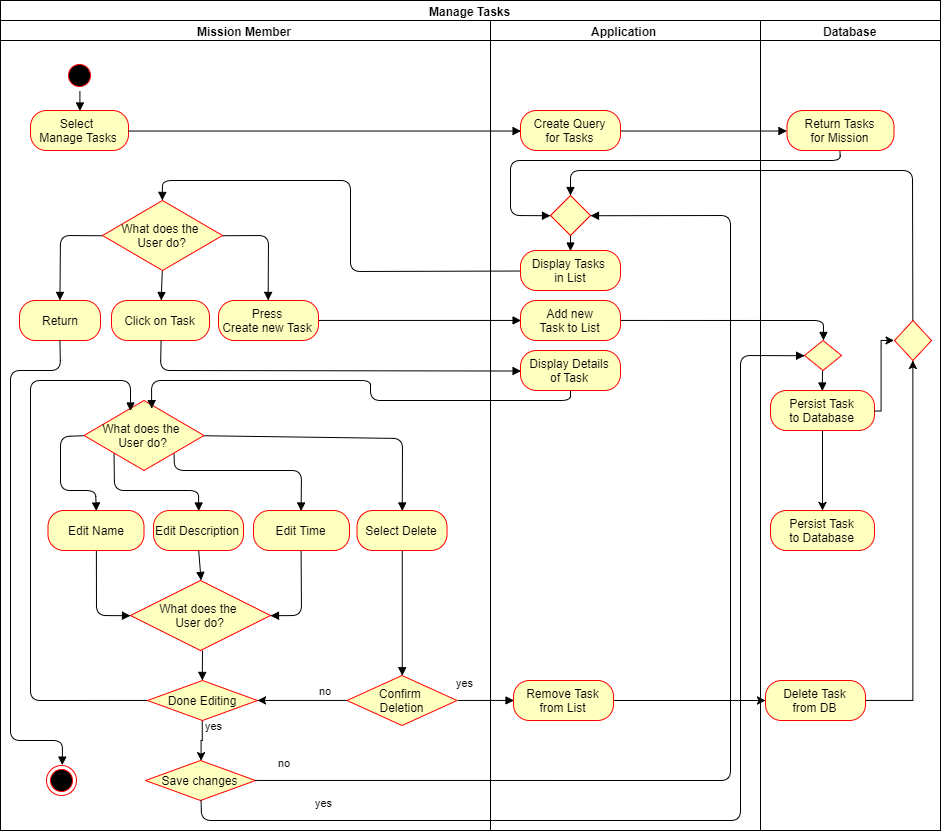 Manage Tasks
Mission Member
Application
Database
Select
Manage Tasks
Create Query
for Tasks
Return Tasks
for Mission
What does the
User do?
Display Tasks
in List
Return
Click on Task
Press
Create new Task
Add new
Task to List
Display Details
of Task
Persist Task
to Database
What does the
User do?
Edit Name
Edit Description
Edit Time
Select Delete
Persist Task
to Database
What does the
User do?
Done Editing
no
Confirm
Deletion
yes
Remove Task
from List
Delete Task
from DB
yes
Save changes
no
yes